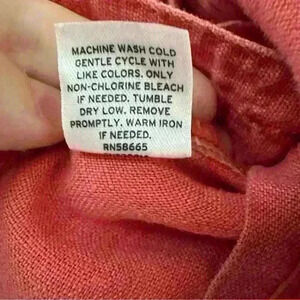 MACHINE WASH COLD
GENTLE CYCLE WITH
LIKE COLORS. ONLY
NON-CHLORINE BLEACH
IF NEEDED. TUMBLE
DRY LOW. REMOVE
PROMPTLY. WARM IRON
IF NEEDED.
RN58665